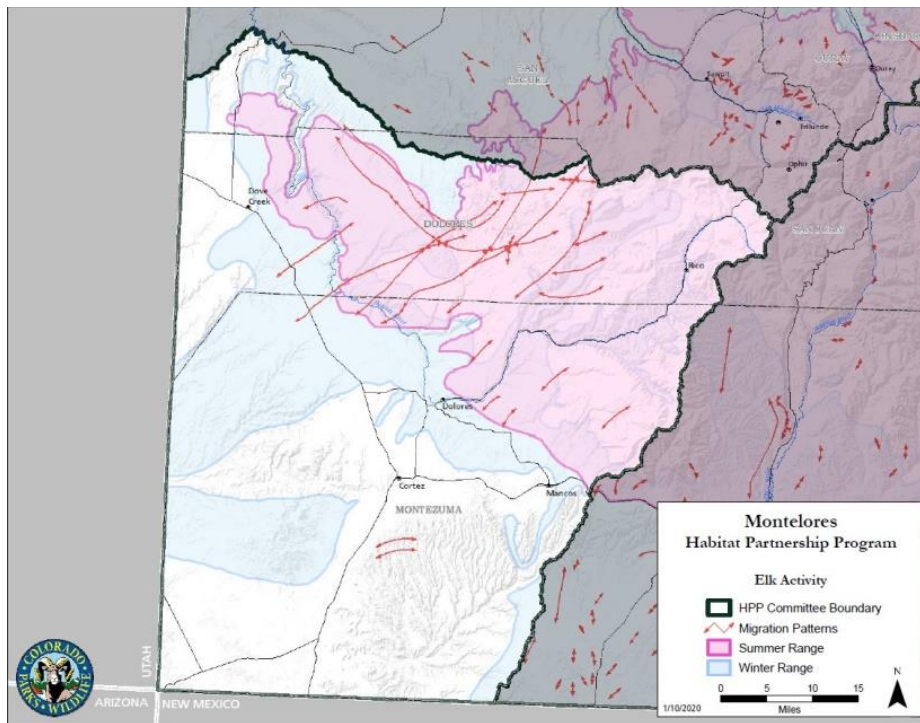 SAN
MIGUEL
OURAY
Ouray
Sawpit
Telluride
Ophir
SAN JUAN
Dove
Creek
DOLORES
Rico
Dolores
Cortez
Mancos
MONTEZUMA
Montelores
Habitat Partnership Program
Elk Activity
HPP Committee Boundary
Migration Patterns
Summer Range
Winter Range
0 5 10 15
Miles
N
1/10/2020
COLORADO
PARKS & WILDLIFE
UTAH
ARIZONA
NEW MEXICO